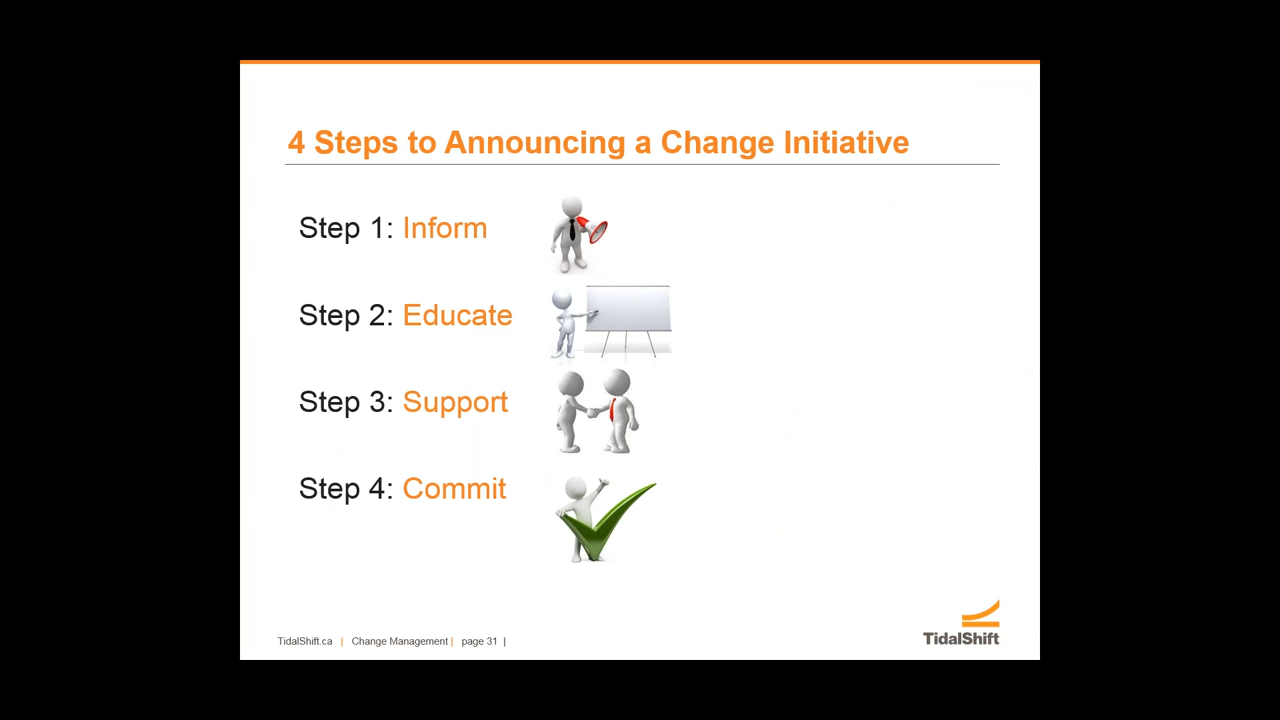 4 Steps to Announcing a Change Initiative
Step 1: Inform
Step 2: Educate
Step 3: Support
Step 4: Commit
TidalShift.ca | Change Management | page 31 |
TidalShift